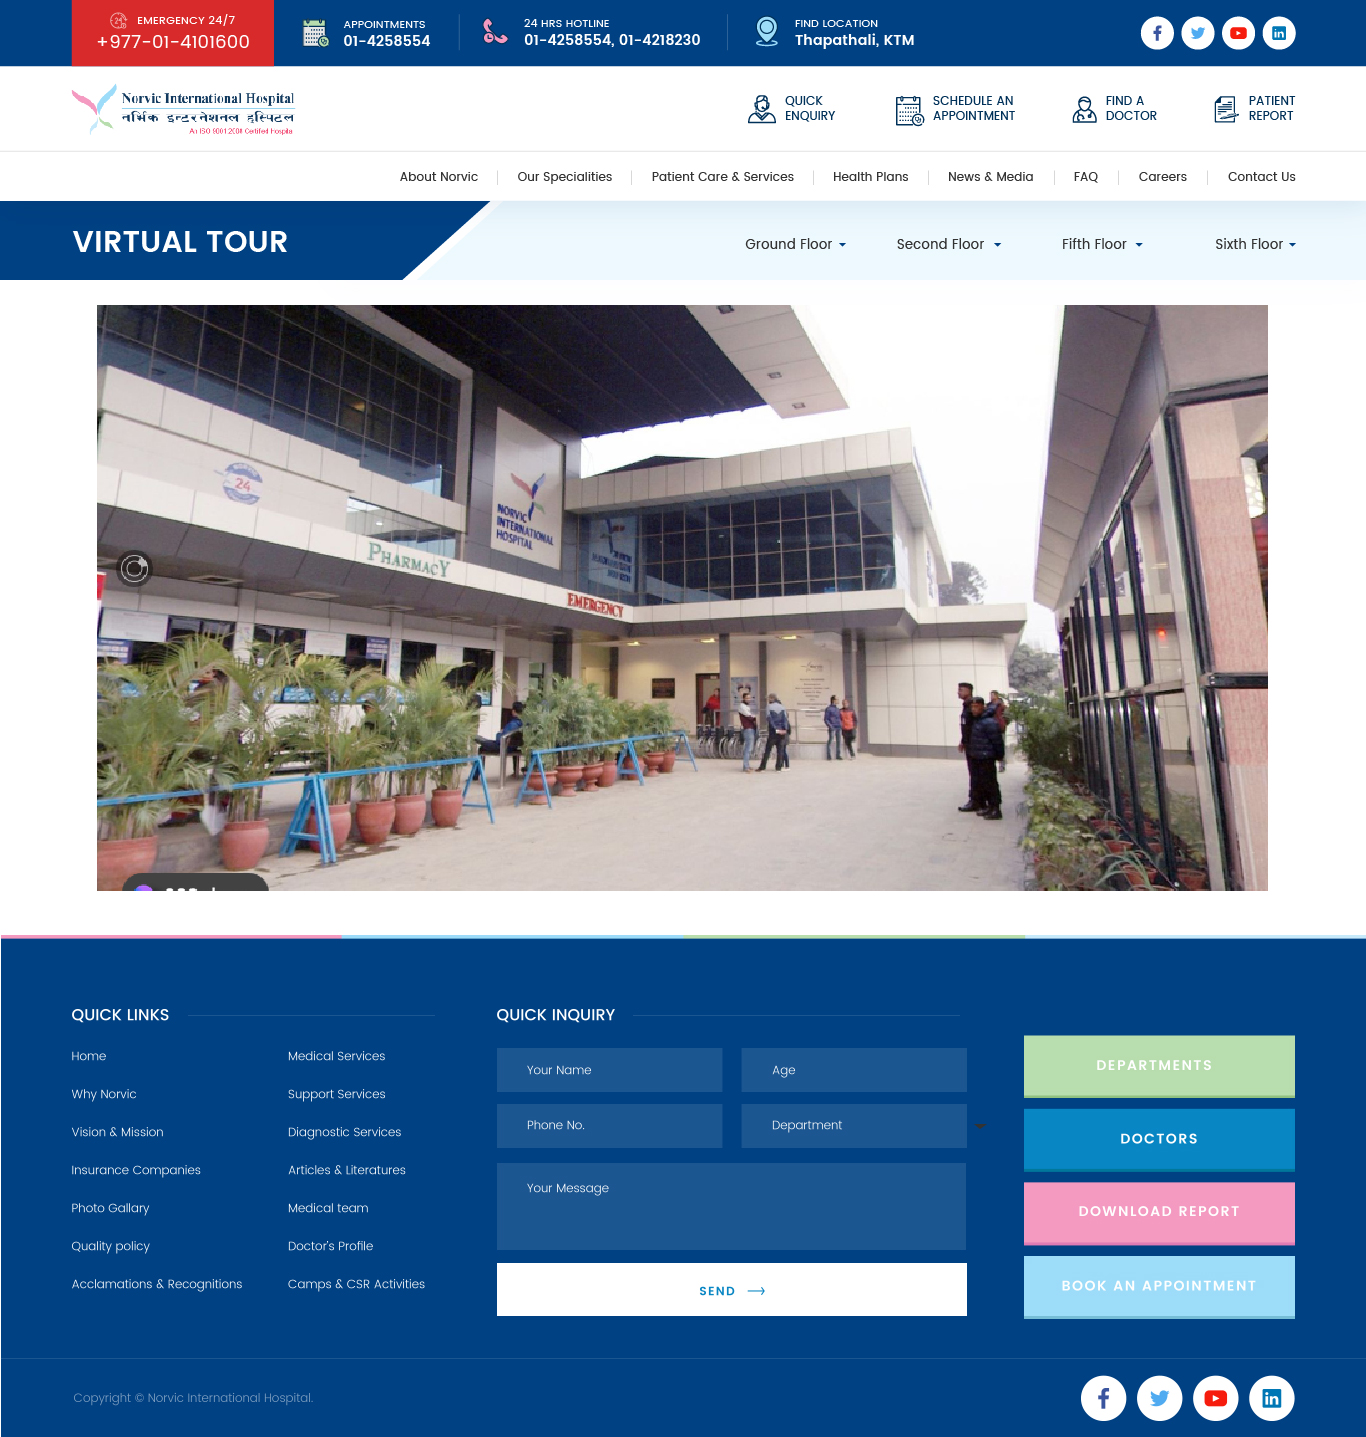 EMERGENCY 24/7
+977-01-4101600
APPOINTMENTS
01-4258554
24 HRS HOTLINE
01-4258554, 01-4218230
FIND LOCATION
Thapathali, KTM
Norvic International Hospital
नर्भिक इन्टरनेशनल हस्पिटल
An ISO 9001:2008 Certified Hospital
QUICK
ENQUIRY
SCHEDULE AN
APPOINTMENT
FIND A
DOCTOR
PATIENT
REPORT
About Norvic
Our Specialities
Patient Care & Services
Health Plans
News & Media
FAQ
Careers
Contact Us
VIRTUAL TOUR
Ground Floor
Second Floor
Fifth Floor
Sixth Floor
24
NORVIC
INTERNATIONAL
HOSPITAL
PHARMACY
EMERGENCY
QUICK LINKS
Home
Why Norvic
Vision & Mission
Insurance Companies
Photo Gallary
Quality policy
Acclamations & Recognitions
Medical Services
Support Services
Diagnostic Services
Articles & Literatures
Medical team
Doctor's Profile
Camps & CSR Activities
QUICK INQUIRY
Your Name
Age
Phone No.
Department
Your Message
SEND
DEPARTMENTS
DOCTORS
DOWNLOAD REPORT
BOOK AN APPOINTMENT
Copyright © Norvic International Hospital.